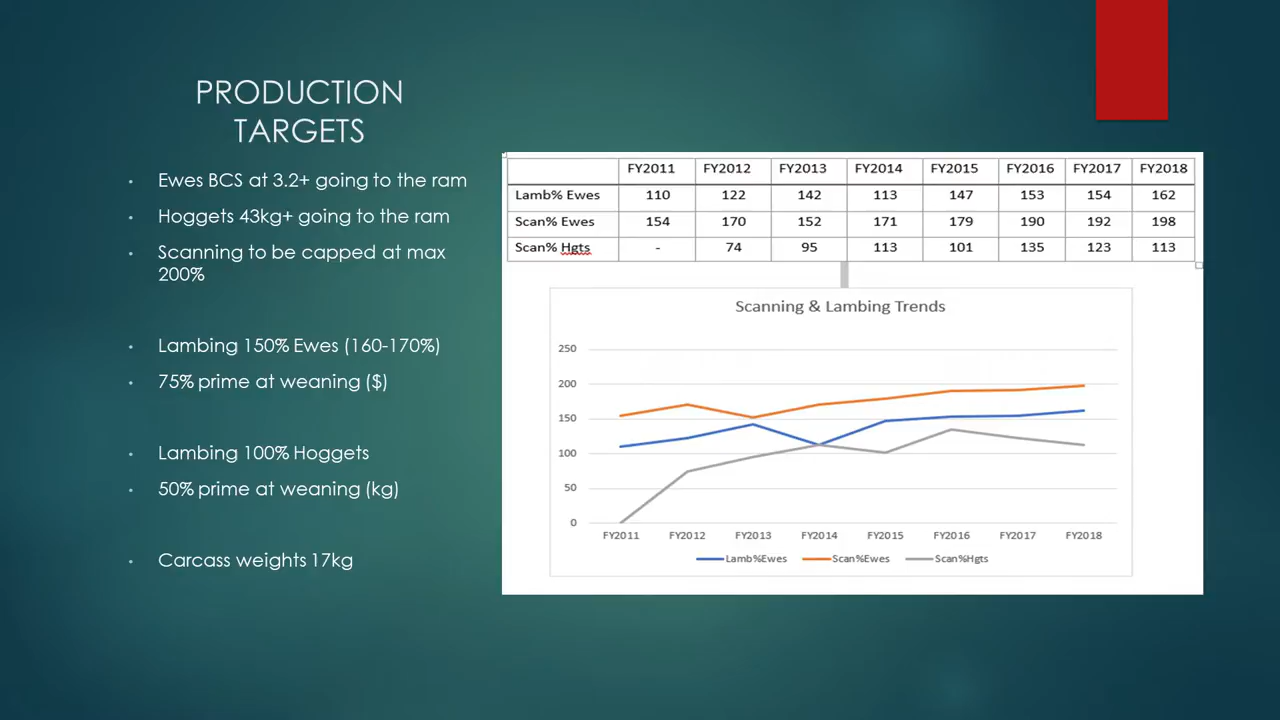 PRODUCTION
TARGETS
• Ewes BCS at 3.2+ going to the ram
• Hoggets 43kg+ going to the ram
• Scanning to be capped at max
200%
• Lambing 150% Ewes (160-170%)
• 75% prime at weaning ($)
• Lambing 100% Hoggets
• 50% prime at weaning (kg)
• Carcass weights 17kg
FY2011 FY2012 FY2013 FY2014 FY2015 FY2016 FY2017 FY2018
Lamb% Ewes 110 122 142 113 147 153 154 162
Scan% Ewes 154 170 152 171 179 190 192 198
Scan% Hgts - 74 95 113 101 135 123 113
Scanning & Lambing Trends
250
200
150
100
50
0
FY2011 FY2012 FY2013 FY2014 FY2015 FY2016 FY2017 FY2018
Lamb%Ewes Scan%Ewes Scan%Hgts